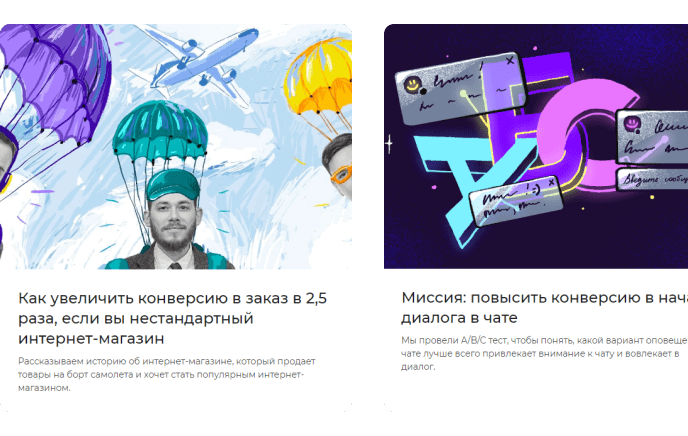 Как увеличить конверсию в заказ в 2,5
раза, если вы нестандартный
интернет-магазин
Рассказываем историю об интернет-магазине, который продает
товары на борт самолета и хочет стать популярным интернет-
магазином.
Введите
Миссия: повысить конверсию в нача
диалога в чате
Мы провели A/B/C тест, чтобы понять, какой вариант оповеще
чате лучше всего привлекает внимание к чату и вовлекает в
диалог.